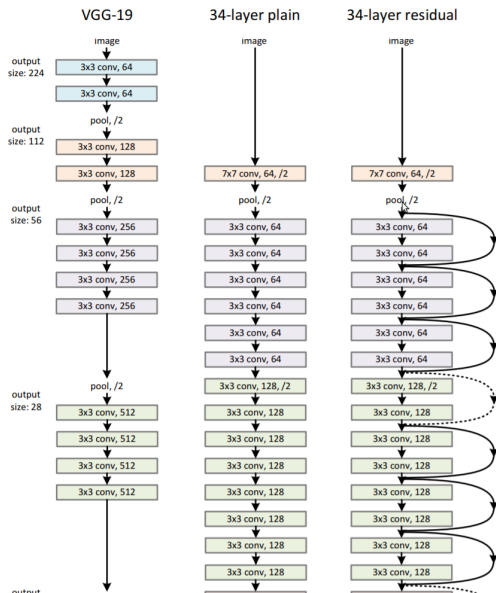 VGG-19
34-layer plain
34-layer residual
image
image
image
output
size: 224
3x3 conv, 64
3x3 conv, 64
pool, /2
output
size: 112
3x3 conv, 128
3x3 conv, 128
7x7 conv, 64, /2
7x7 conv, 64, /2
pool, /2
pool, /2
pool, /2
output
size: 56
3x3 conv, 256
3x3 conv, 64
3x3 conv, 64
3x3 conv, 256
3x3 conv, 64
3x3 conv, 64
3x3 conv, 256
3x3 conv, 64
3x3 conv, 64
3x3 conv, 256
3x3 conv, 64
3x3 conv, 64
3x3 conv, 64
3x3 conv, 64
3x3 conv, 64
3x3 conv, 64
pool, /2
3x3 conv, 128, /2
3x3 conv, 128, /2
output
size: 28
3x3 conv, 512
3x3 conv, 128
3x3 conv, 128
3x3 conv, 512
3x3 conv, 128
3x3 conv, 128
3x3 conv, 512
3x3 conv, 128
3x3 conv, 128
3x3 conv, 512
3x3 conv, 128
3x3 conv, 128
3x3 conv, 128
3x3 conv, 128
3x3 conv, 128
3x3 conv, 128
3x3 conv, 128
3x3 conv, 128
output